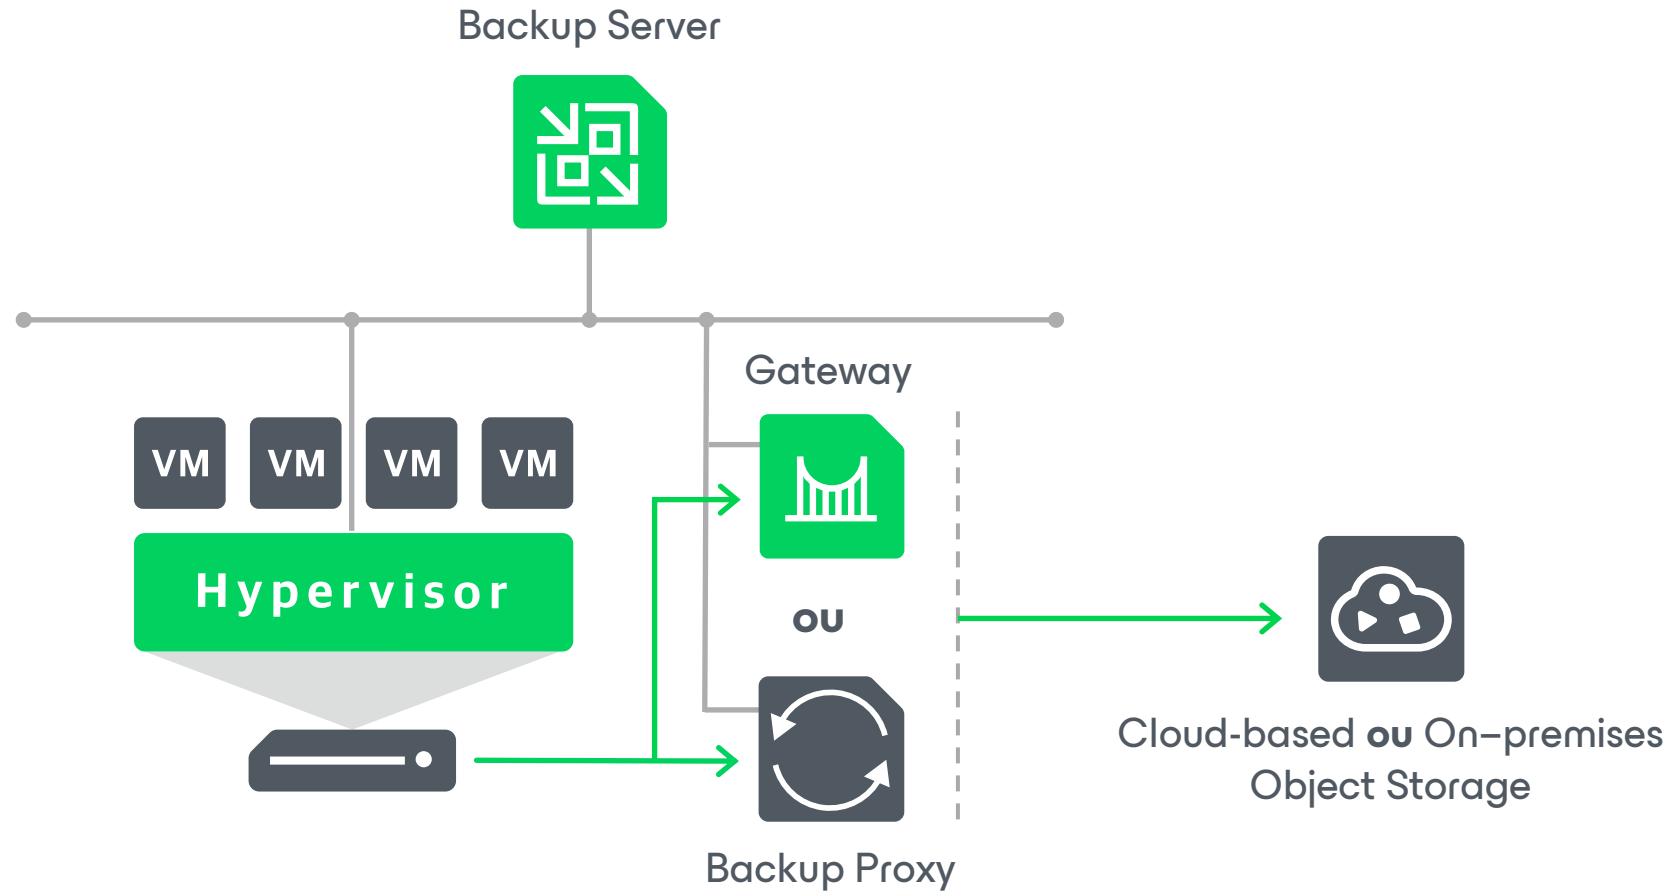 Backup Server
Gateway
VM VM VM VM
Hypervisor
ou
Cloud-based ou On–premises
Object Storage
Backup Proxy